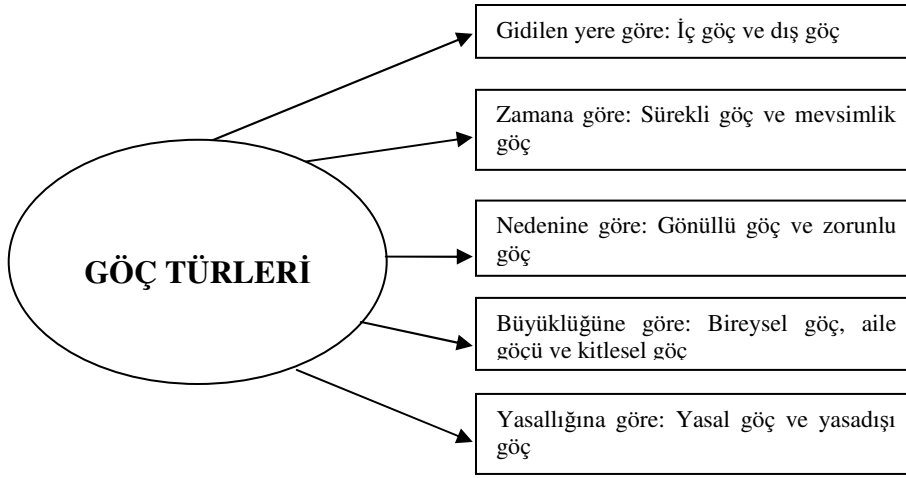 Gidilen yere göre: İç göç ve dış göç
Zamana göre: Sürekli göç ve mevsimlik
göç
Nedenine göre: Gönüllü göç ve zorunlu
göç
GÖÇ TÜRLERİ
Büyüklüğüne göre: Bireysel göç, aile
göçü ve kitlesel göç
Yasallığına göre: Yasal göç ve yasadışı
göç